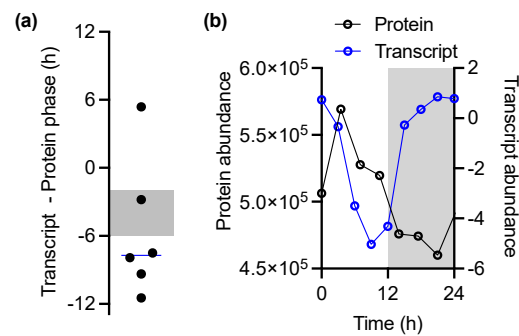 (a)
Transcript - Protein phase (h)
12
6
0
-6
-12
(b)
Protein
Transcript
Protein abundance
6.0×10⁵
5.5×10⁵
5.0×10⁵
4.5×10⁵
2
0
-2
-4
-6
Transcript abundance
0 12 24
Time (h)